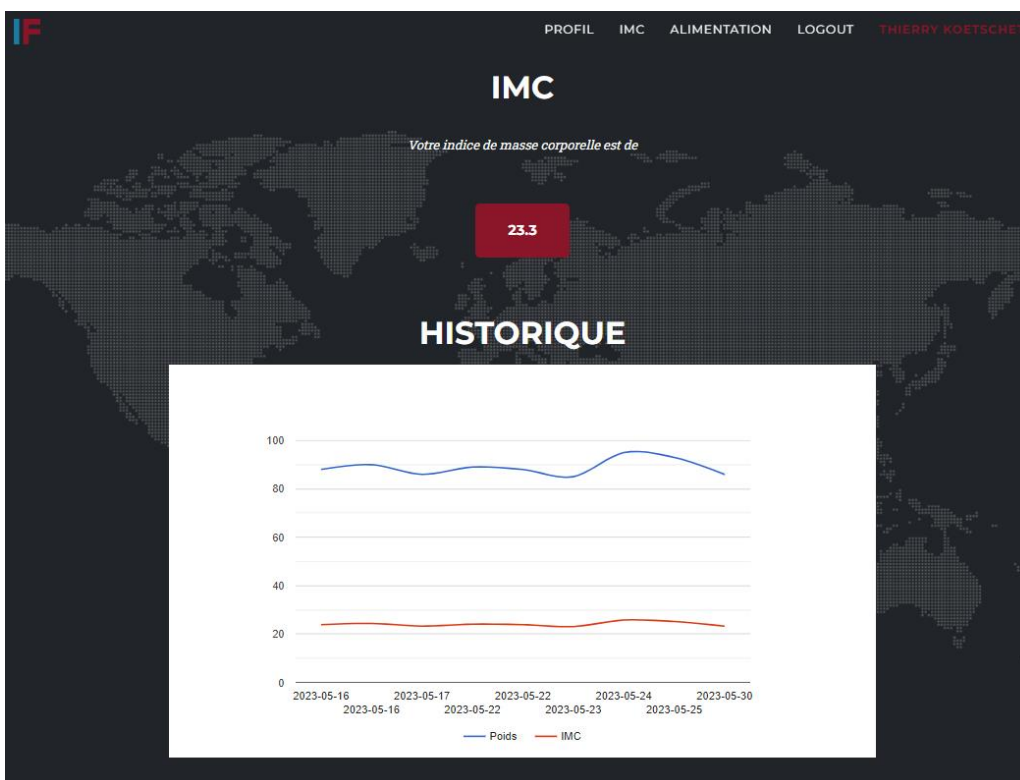 IF PROFIL IMC ALIMENTATION LOGOUT THIERRY KOETSCHET
IMC
Votre indice de masse corporelle est de
23.3
HISTORIQUE
100
80
60
40
20
0
2023-05-16 2023-05-17 2023-05-22 2023-05-24 2023-05-30
2023-05-16 2023-05-22 2023-05-23 2023-05-25
Poids IMC